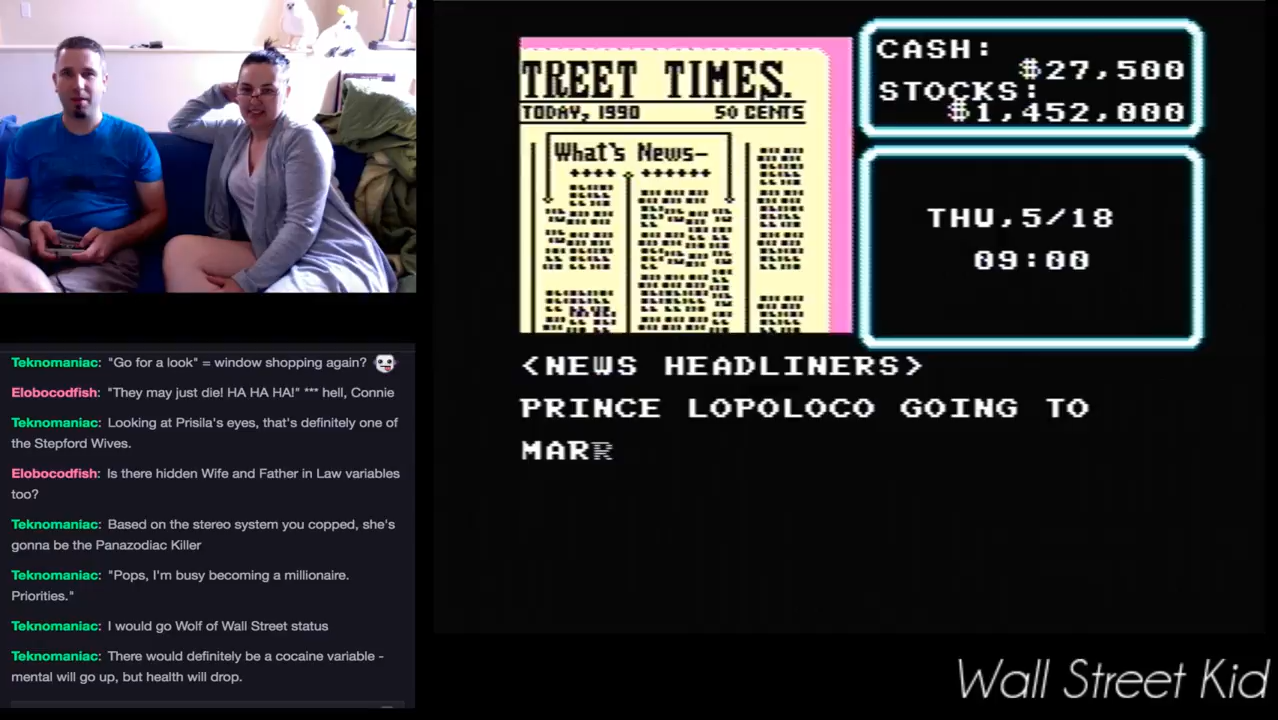 TREET TIMES.
TODAY, 1990 50 CENTS
What's News-
CASH:
$27,500
STOCKS:
$1,452,000
THU,5/18
09:00
<NEWS HEADLINERS>
PRINCE LOPOLOCO GOING TO
MARR
Teknomaniac: "Go for a look" = window shopping again?
Elobocodfish: "They may just die! HA HA HA!" *** hell, Connie
Teknomaniac: Looking at Prisila's eyes, that's definitely one of
the Stepford Wives.
Elobocodfish: Is there hidden Wife and Father in Law variables
too?
Teknomaniac: Based on the stereo system you copped, she's
gonna be the Panazodiac Killer
Teknomaniac: "Pops, I'm busy becoming a millionaire.
Priorities."
Teknomaniac: I would go Wolf of Wall Street status
Teknomaniac: There would definitely be a cocaine variable -
mental will go up, but health will drop.
Wall Street Kid